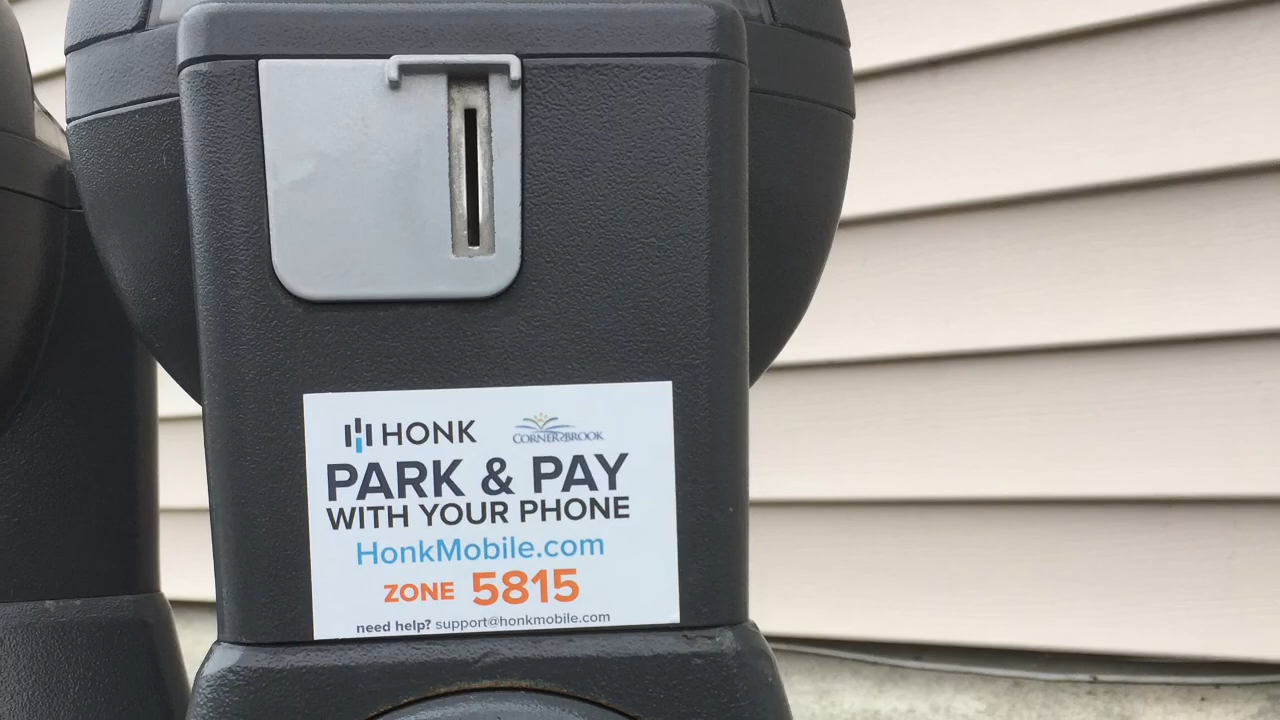 HONK CORNER BROOK
PARK & PAY
WITH YOUR PHONE
HonkMobile.com
ZONE 5815
need help? support@honkmobile.com